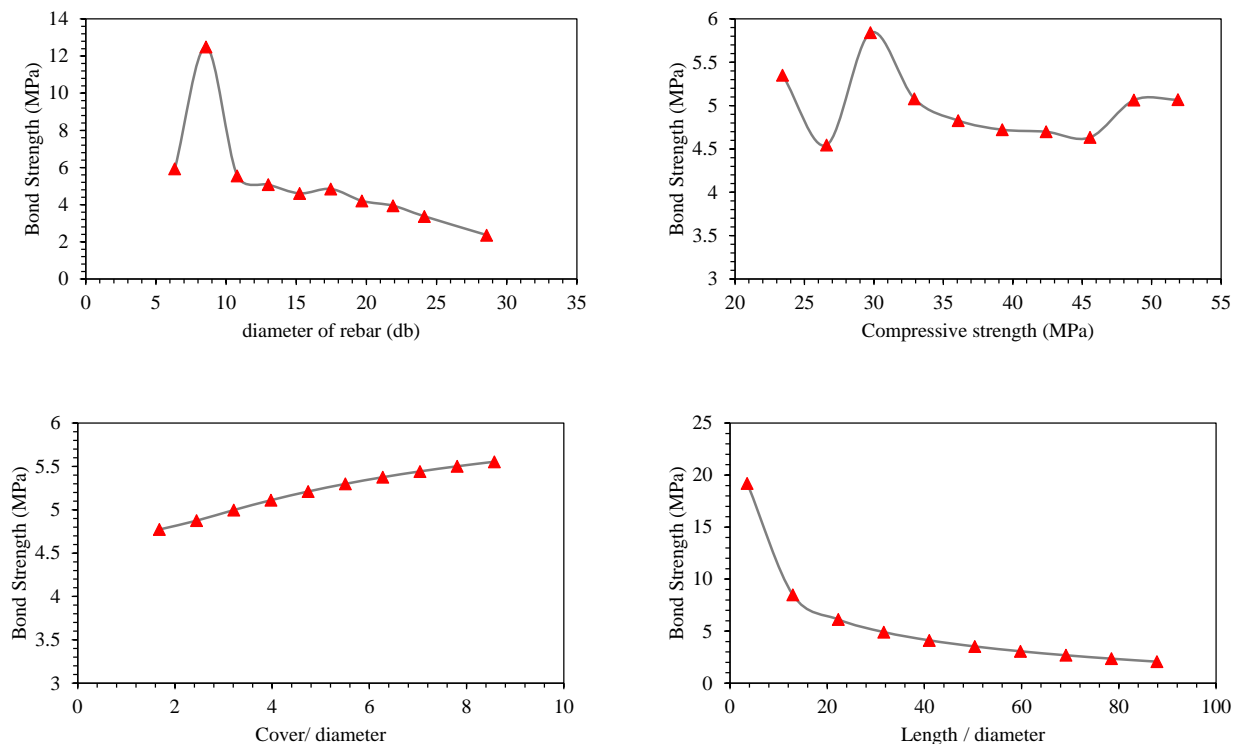 Bond Strength (MPa)
14
12
10
8
6
4
2
0
0 5 10 15 20 25 30 35
diameter of rebar (db)
Bond Strength (MPa)
6
5.5
5
4.5
4
3.5
3
20 25 30 35 40 45 50 55
Compressive strength (MPa)
Bond Strength (MPa)
6
5.5
5
4.5
4
3.5
3
0 2 4 6 8 10
Cover/ diameter
Bond Strength (MPa)
25
20
15
10
5
0
0 20 40 60 80 100
Length / diameter